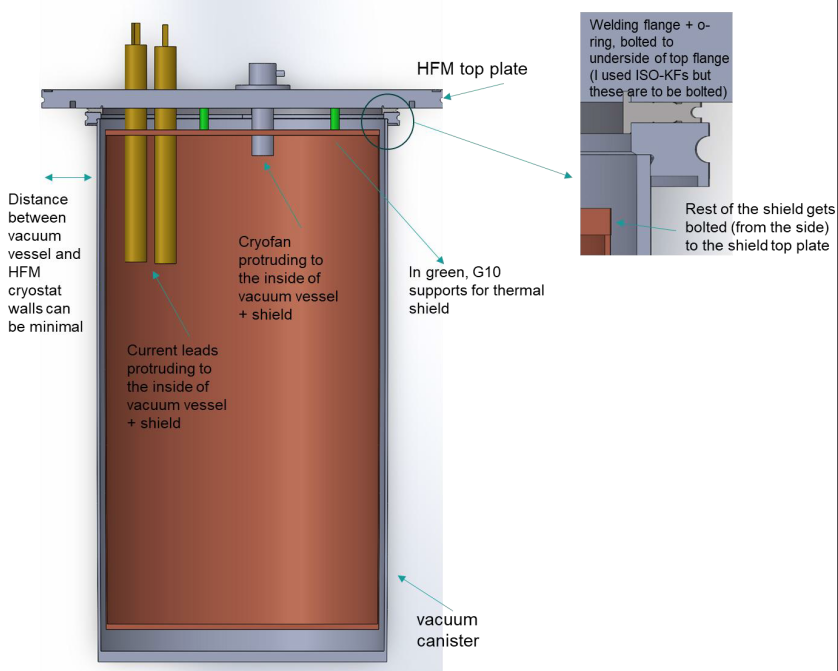 HFM top plate
Welding flange + o-
ring, bolted to
underside of top flange
(I used ISO-KFs but
these are to be bolted)
Distance
between
vacuum
vessel and
HFM
cryostat
walls can
be minimal
Cryofan
protruding to
the inside of
vacuum vessel
+ shield
In green, G10
supports for thermal
shield
Rest of the shield gets
bolted (from the side)
to the shield top plate
Current leads
protruding to
the inside of
vacuum vessel
+ shield
vacuum
canister